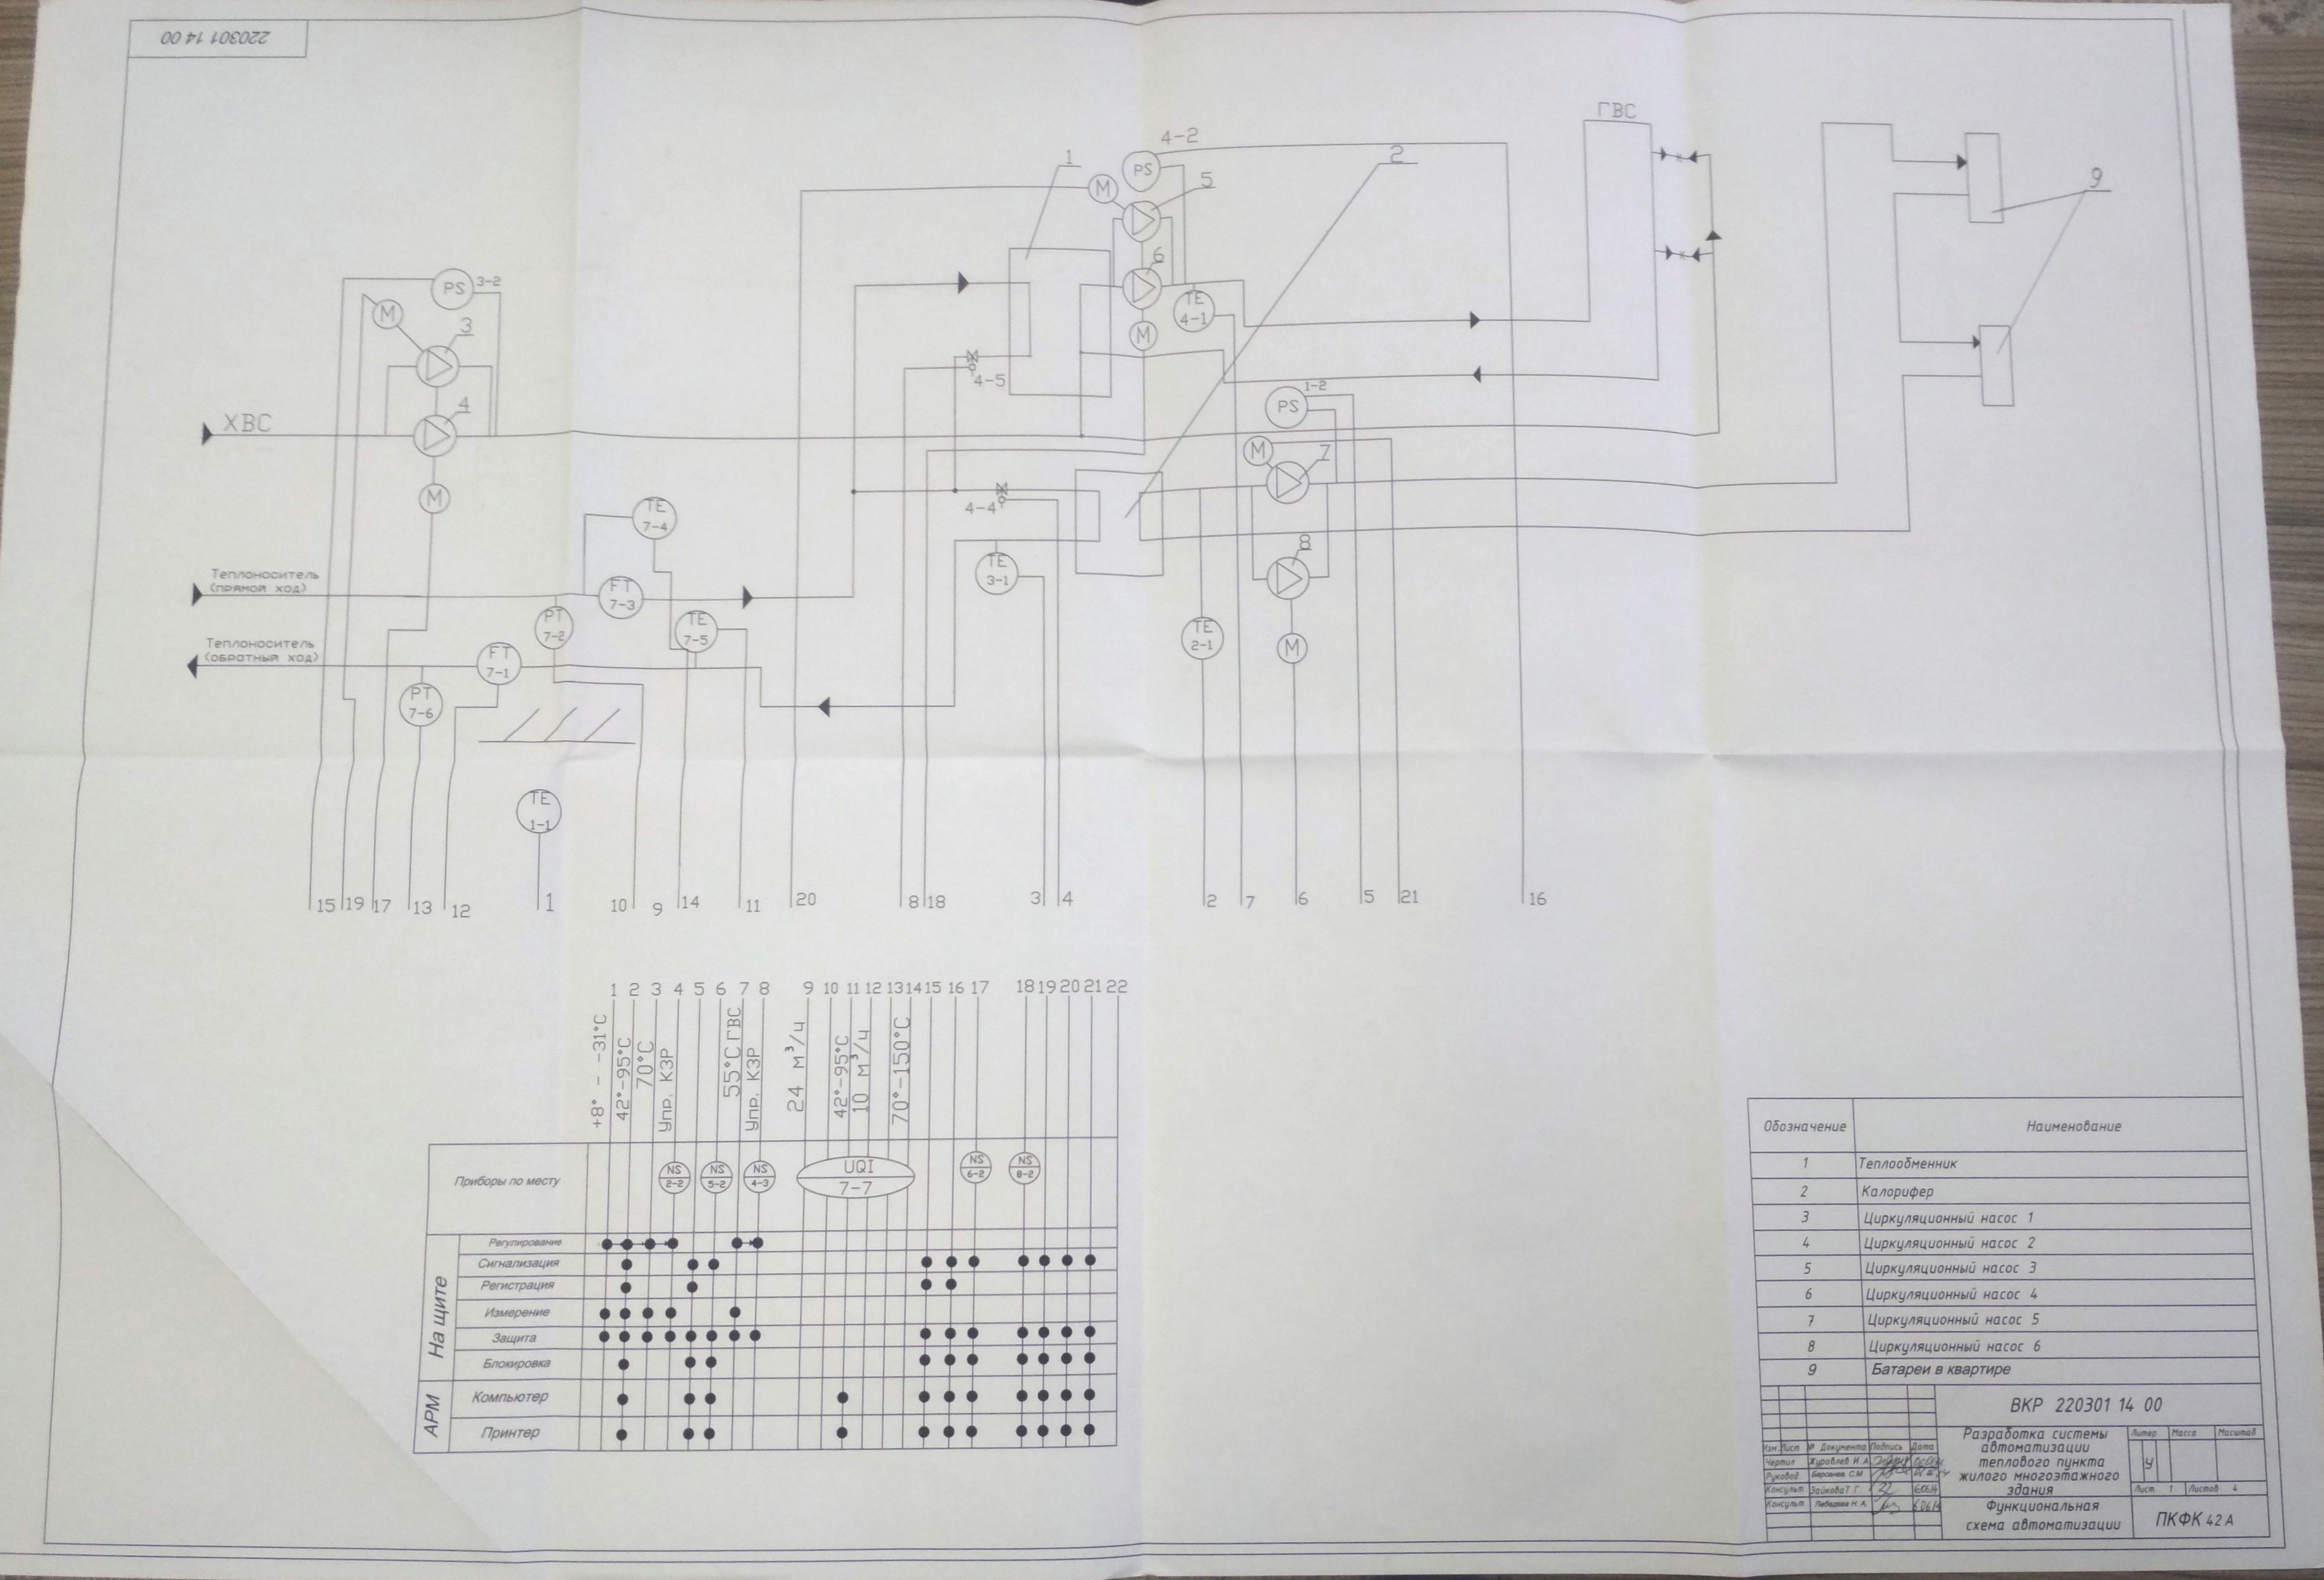 220301 14 00
ГВС
4-2
1
2
PS
M
5
9
6
3-2
PS
M
TE
4-1
3
M
4-5
1-2
PS
4
ХВС
M
7
M
4-4
TE
7-4
8
TE
3-1
Теплоноситель
(прямой ход)
FT
7-3
PT
7-2
TE
7-5
TE
2-1
M
Теплоноситель
(обратный ход)
FT
7-1
PT
7-6
TE
1-1
15 19 17 13 12 1 10 9 14 11 20 8 18 3 4 2 7 6 5 21 16
1 2 3 4 5 6 7 8 9 10 11 12 13 14 15 16 17 18 19 20 21 22
+8° - -31°C
42°-95°C
70°C
Упр. КЗР
55°C ГВС
Упр. КЗР
24 м³/ч
42°-95°C
10 м³/ч
70°-150°C
Приборы по месту
NS
2-2
NS
5-2
NS
4-3
UQI
7-7
NS
6-2
NS
8-2
На щите
Регулирование
Сигнализация
Регистрация
Измерение
Защита
Блокировка
АРМ
Компьютер
Принтер
Обозначение Наименование
1 Теплообменник
2 Калорифер
3 Циркуляционный насос 1
4 Циркуляционный насос 2
5 Циркуляционный насос 3
6 Циркуляционный насос 4
7 Циркуляционный насос 5
8 Циркуляционный насос 6
9 Батареи в квартире
ВКР 220301 14 00
Разработка системы
автоматизации
теплового пункта
жилого многоэтажного
здания
Литер. Масса Масштаб
у
Изм. Лист № Документа Подпись Дата
Чертил Журавлев И. А.
Руковод.
Консульт. Зайкова Т. Г.
Консульт. Лебедева Н. А.
Лист 1 Листов 4
Функциональная
схема автоматизации
ПКФК 42 А